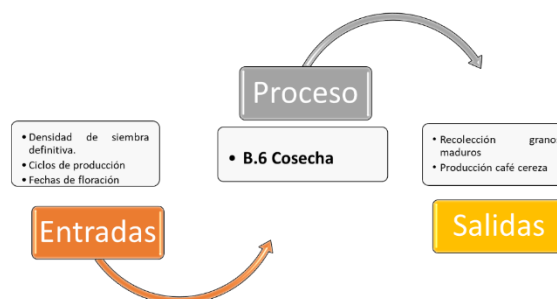 Proceso
• Densidad de siembra
definitiva.
• Ciclos de producción
• Fechas de floración
• B.6 Cosecha
• Recolección grano
maduros
• Producción café cereza
Entradas
Salidas